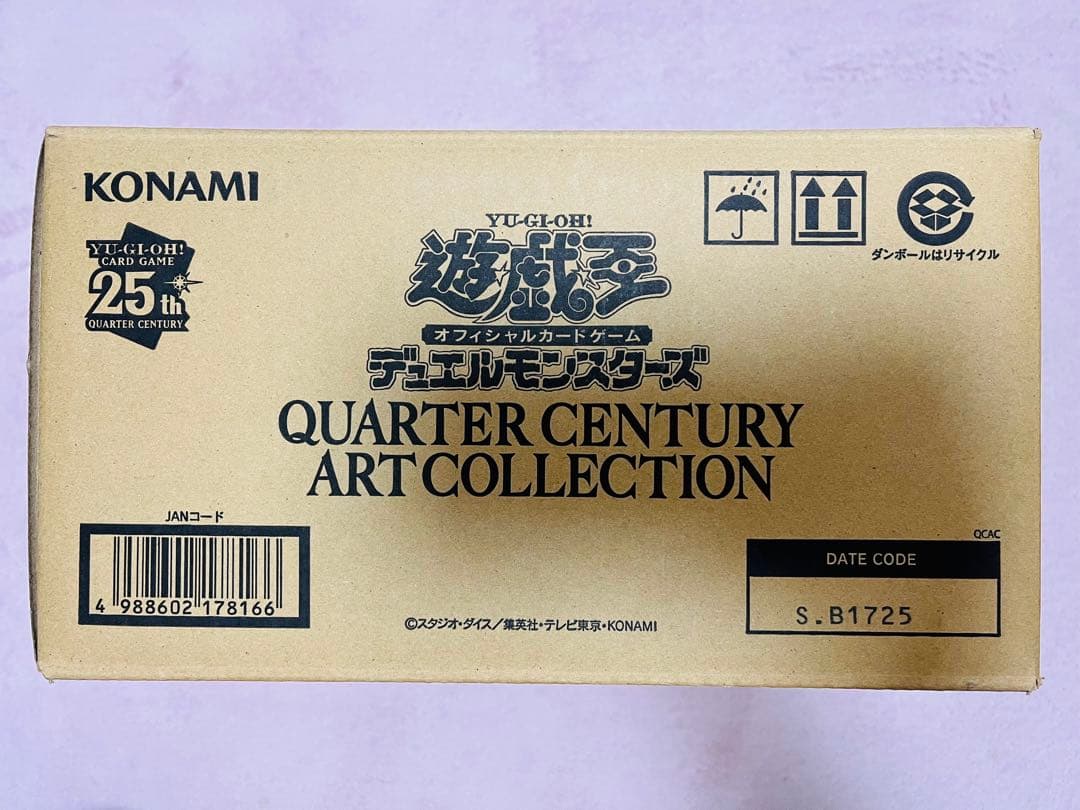 KONAMI
YU-GI-OH!
CARD GAME
25th
QUARTER CENTURY
YU-GI-OH!
遊戯王
オフィシャルカードゲーム
デュエルモンスターズ
QUARTER CENTURY
ART COLLECTION
ダンボールはリサイクル
JANコード
4 988602 178166
©スタジオ・ダイス/集英社・テレビ東京・KONAMI
QCAC
DATE CODE
S.B1725